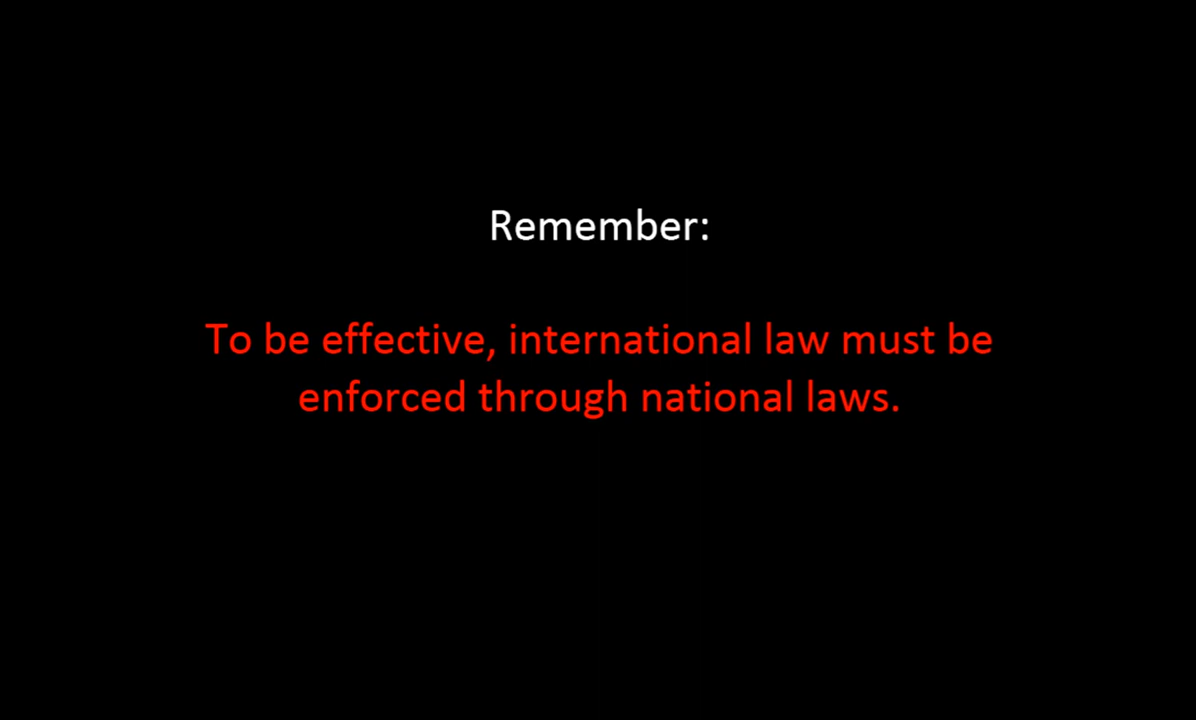 Remember:
To be effective, international law must be
enforced through national laws.